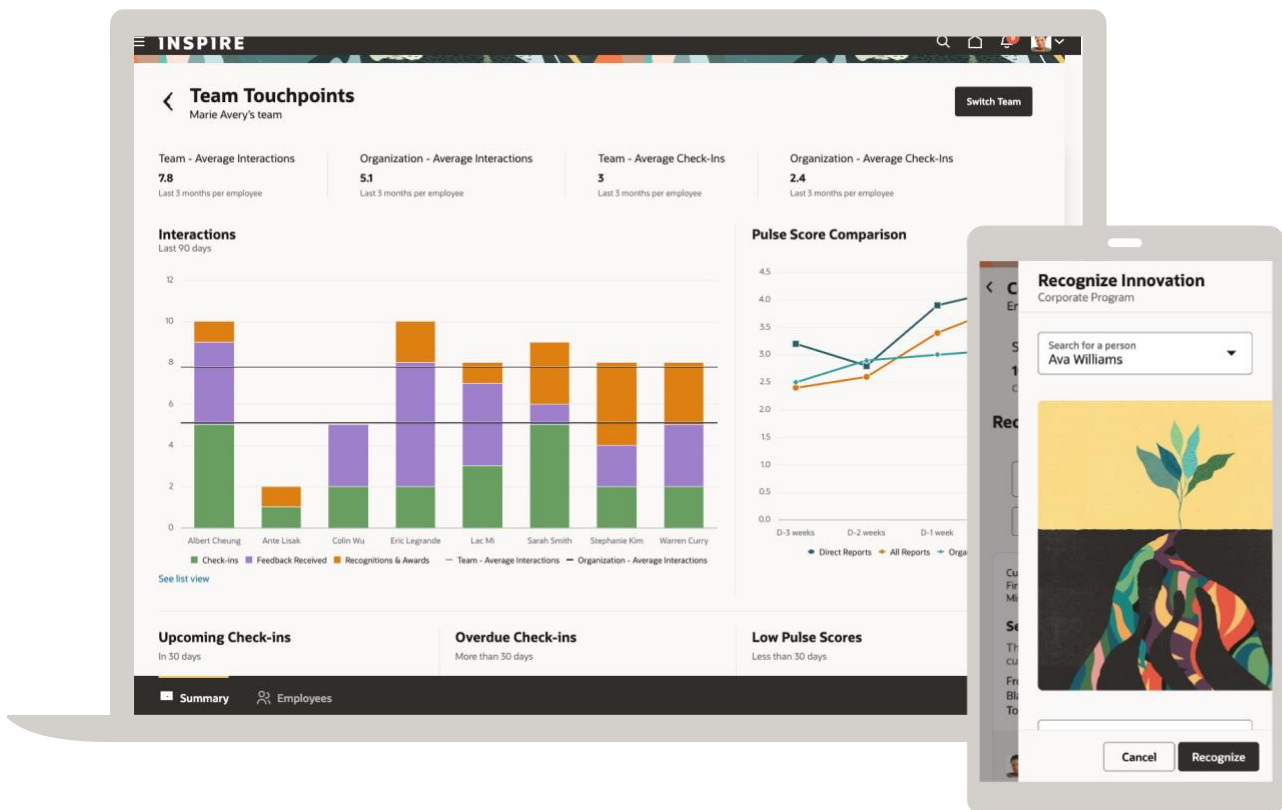 INSPIRE
Team Touchpoints
Marie Avery's team
Switch Team
Team - Average Interactions
7.8
Last 3 months per employee
Organization - Average Interactions
5.1
Last 3 months per employee
Team - Average Check-Ins
3
Last 3 months per employee
Organization - Average Check-Ins
2.4
Last 3 months per employee
Interactions
Last 90 days
12
10
8
6
4
2
0
Albert Cheung
Ante Lisak
Colin Wu
Eric Legrande
Lac Mi
Sarah Smith
Stephanie Kim
Warren Curry
Check-ins
Feedback Received
Recognitions & Awards
Team - Average Interactions
Organization - Average Interactions
See list view
Pulse Score Comparison
4.5
4.0
3.5
3.0
2.5
2.0
1.5
1.0
0.5
0.0
D-3 weeks
D-2 weeks
D-1 week
Direct Reports
All Reports
Orga
Upcoming Check-ins
In 30 days
Overdue Check-ins
More than 30 days
Low Pulse Scores
Less than 30 days
Summary
Employees
Recognize Innovation
Corporate Program
Search for a person
Ava Williams
Rec
Cancel
Recognize